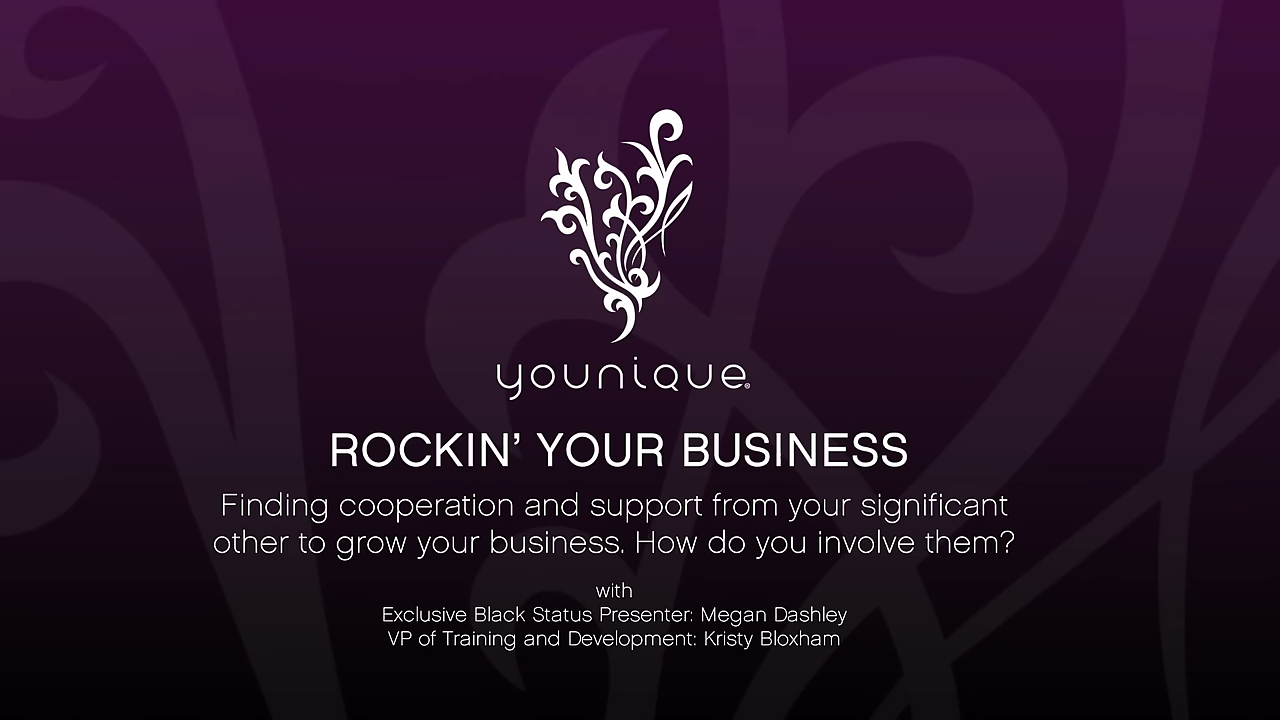 younique®
ROCKIN’ YOUR BUSINESS
Finding cooperation and support from your significant
other to grow your business. How do you involve them?
with
Exclusive Black Status Presenter: Megan Dashley
VP of Training and Development: Kristy Bloxham